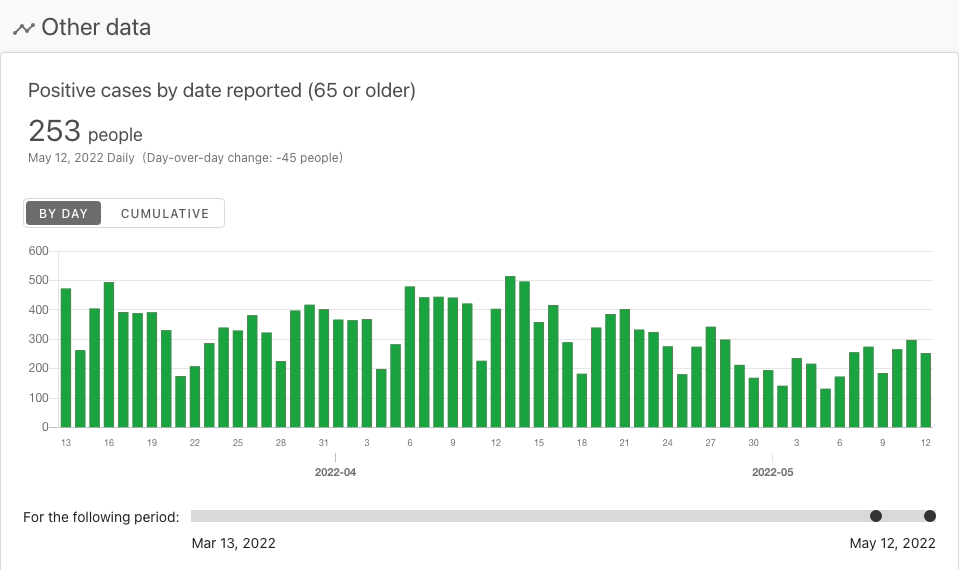 Other data
Positive cases by date reported (65 or older)
253 people
May 12, 2022 Daily (Day-over-day change: -45 people)
BY DAY CUMULATIVE
600
500
400
300
200
100
0
13 16 19 22 25 28 31 3 6 9 12 15 18 21 24 27 30 3 6 9 12
2022-04 2022-05
For the following period:
Mar 13, 2022 May 12, 2022